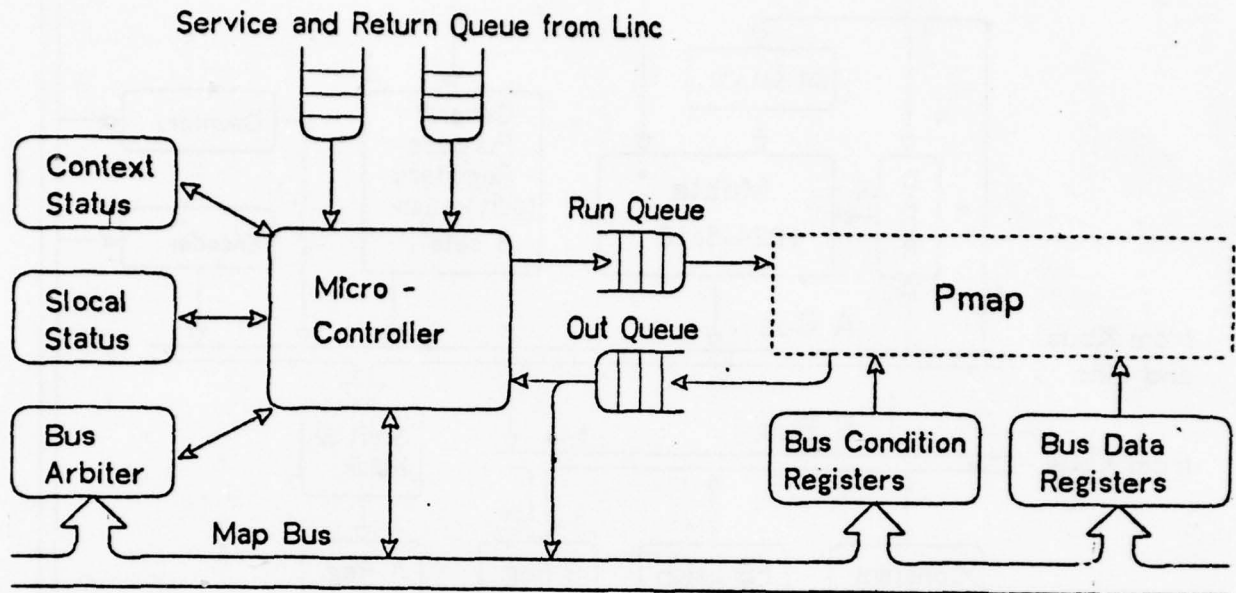 Service and Return Queue from Linc
Context
Status
Slocal
Status
Bus
Arbiter
Micro -
Controller
Run Queue
Out Queue
Pmap
Bus Condition
Registers
Bus Data
Registers
Map Bus